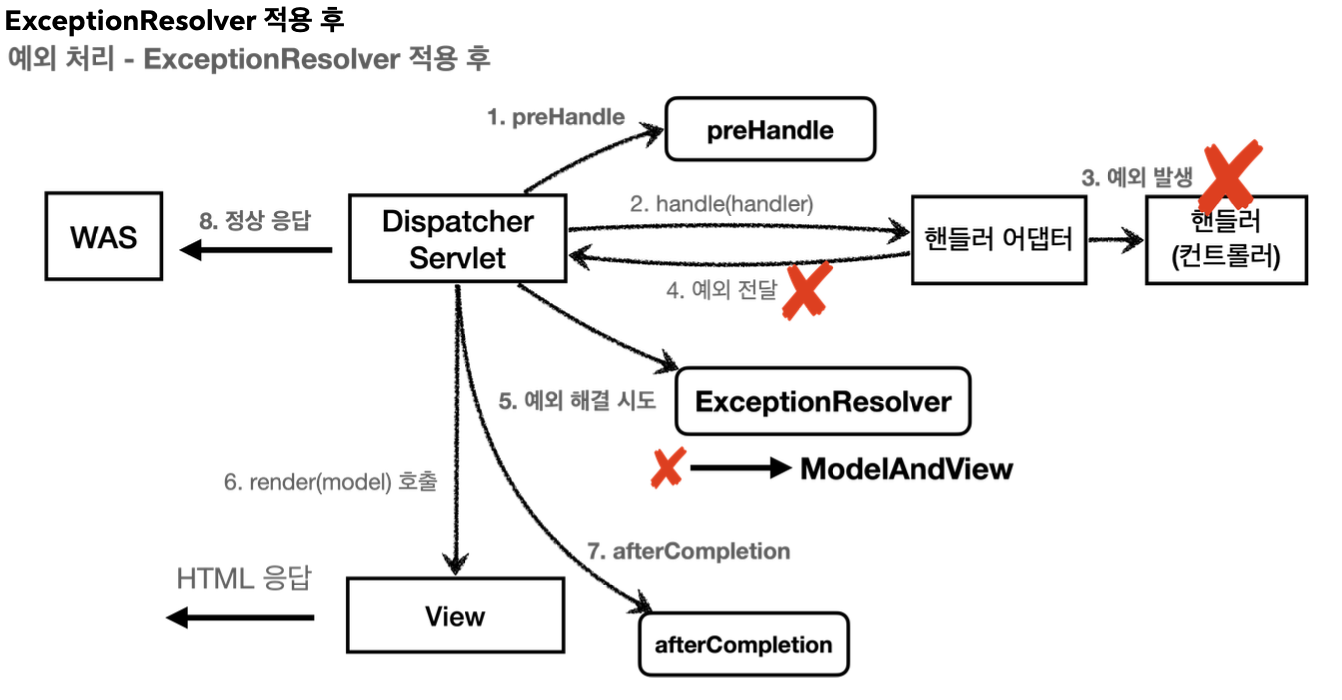 ExceptionResolver 적용 후
예외 처리 - ExceptionResolver 적용 후
1. preHandle
preHandle
WAS
8. 정상 응답
Dispatcher
Servlet
2. handle(handler)
4. 예외 전달
핸들러 어댑터
3. 예외 발생
핸들러
(컨트롤러)
5. 예외 해결 시도
ExceptionResolver
ModelAndView
6. render(model) 호출
7. afterCompletion
HTML 응답
View
afterCompletion